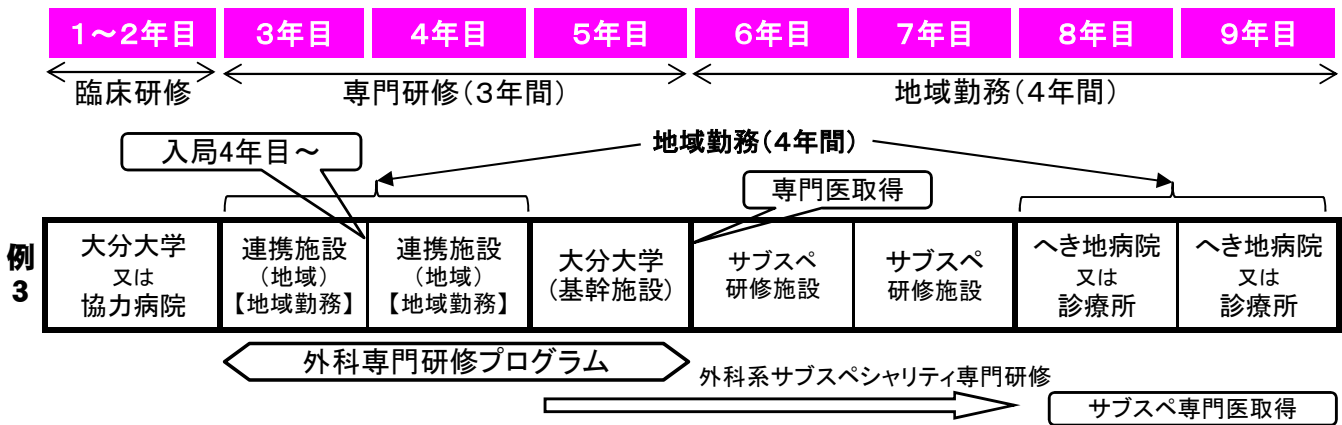 1～2年目 3年目 4年目 5年目 6年目 7年目 8年目 9年目
臨床研修 専門研修(3年間) 地域勤務(4年間)
入局4年目～
地域勤務(4年間)
専門医取得
例3
大分大学
又は
協力病院
連携施設
(地域)
【地域勤務】
連携施設
(地域)
【地域勤務】
大分大学
(基幹施設)
サブスペ
研修施設
サブスペ
研修施設
へき地病院
又は
診療所
へき地病院
又は
診療所
外科専門研修プログラム
外科系サブスペシャリティ専門研修
サブスペ専門医取得